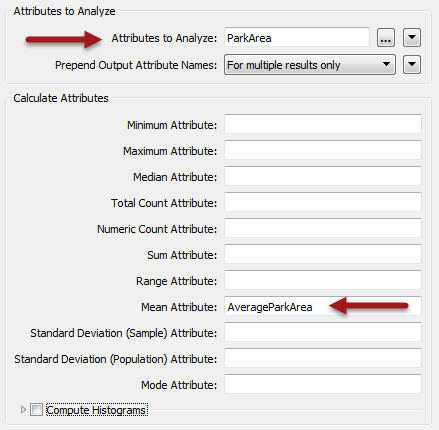 Attributes to Analyze
Attributes to Analyze: ParkArea ...
Prepend Output Attribute Names: For multiple results only
Calculate Attributes
Minimum Attribute:
Maximum Attribute:
Median Attribute:
Total Count Attribute:
Numeric Count Attribute:
Sum Attribute:
Range Attribute:
Mean Attribute: AverageParkArea
Standard Deviation (Sample) Attribute:
Standard Deviation (Population) Attribute:
Mode Attribute:
Compute Histograms